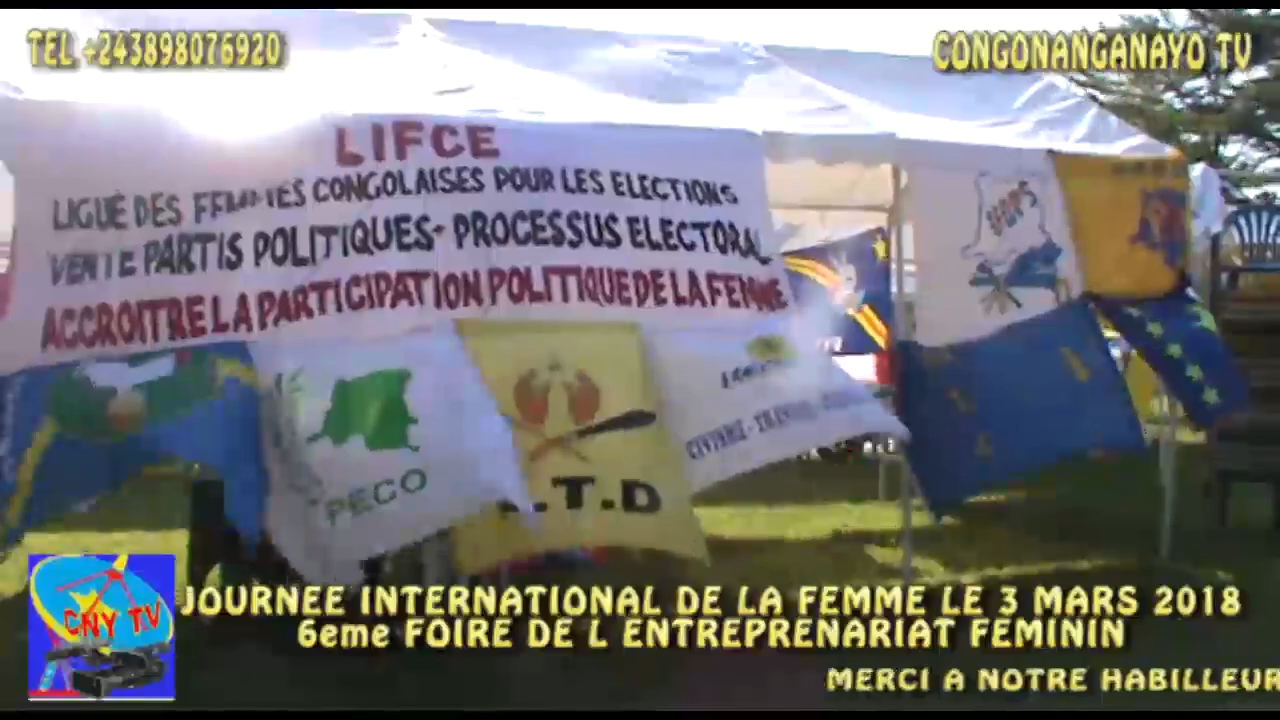 TEL +243898076920
CONGONANGANAYO TV
LIFCE
LIGUE DES FEMMES CONGOLAISES POUR LES ELECTIONS
VENTE PARTIS POLITIQUES- PROCESSUS ELECTORAL
ACCROITRE LA PARTICIPATION POLITIQUE DE LA FEMME
PECO
.T.D
CNY TV
JOURNEE INTERNATIONAL DE LA FEMME LE 3 MARS 2018
6eme FOIRE DE L ENTREPRENARIAT FEMININ
MERCI A NOTRE HABILLEUR